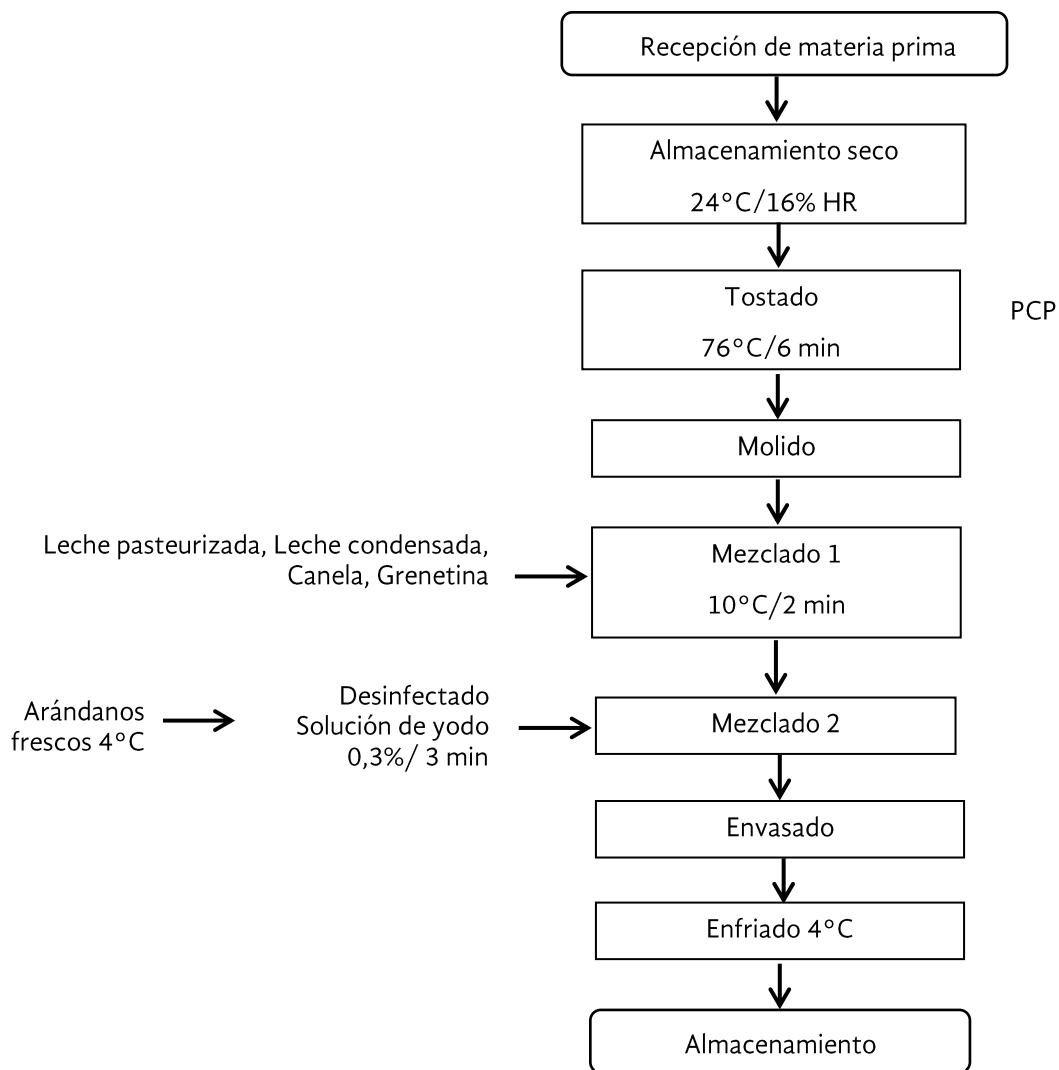 Recepción de materia prima
Almacenamiento seco
24°C/16% HR
Tostado
76°C/6 min
PCP
Molido
Leche pasteurizada, Leche condensada,
Canela, Grenetina
Mezclado 1
10°C/2 min
Arándanos
frescos 4°C
Desinfectado
Solución de yodo
0,3%/ 3 min
Mezclado 2
Envasado
Enfriado 4°C
Almacenamiento